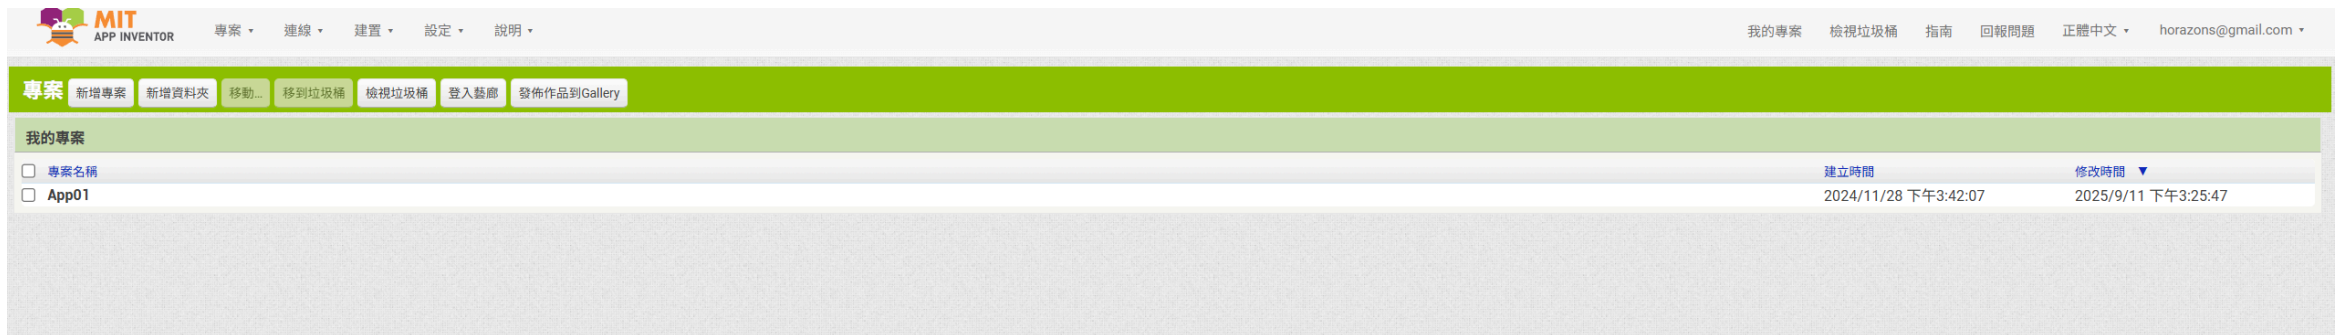 MIT
APP INVENTOR
專案 連線 建置 設定 說明 我的專案 檢視垃圾桶 指南 回報問題 正體中文 horazons@gmail.com
專案 新增專案 新增資料夾 移動... 移到垃圾桶 檢視垃圾桶 登入藝廊 發佈作品到Gallery
我的專案
專案名稱 建立時間 修改時間 ▼
App01 2024/11/28 下午3:42:07 2025/9/11 下午3:25:47